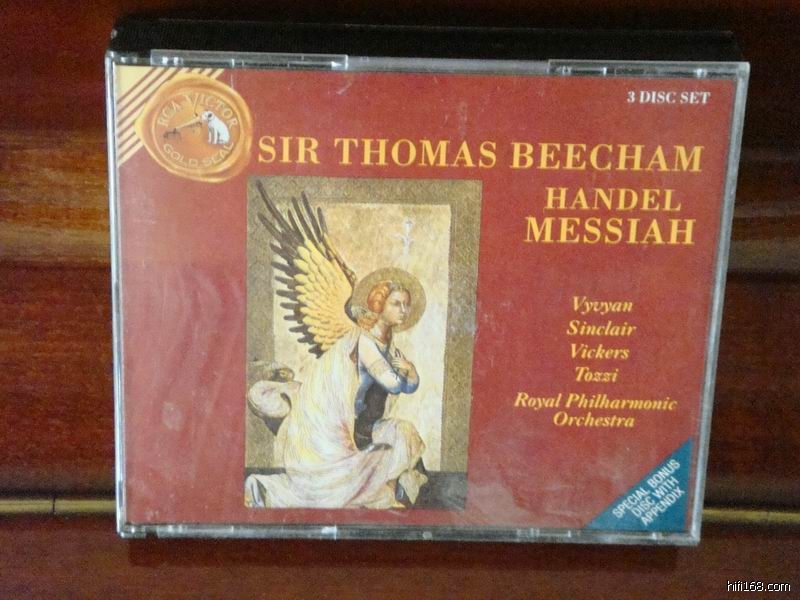 3 DISC SET
RCA VICTOR
GOLD SEAL
SIR THOMAS BEECHAM
HANDEL
MESSIAH
Vyvyan
Sinclair
Vickers
Tozzi
Royal Philharmonic
Orchestra
SPECIAL BONUS
DISC WITH
APPENDIX
hifi168.com